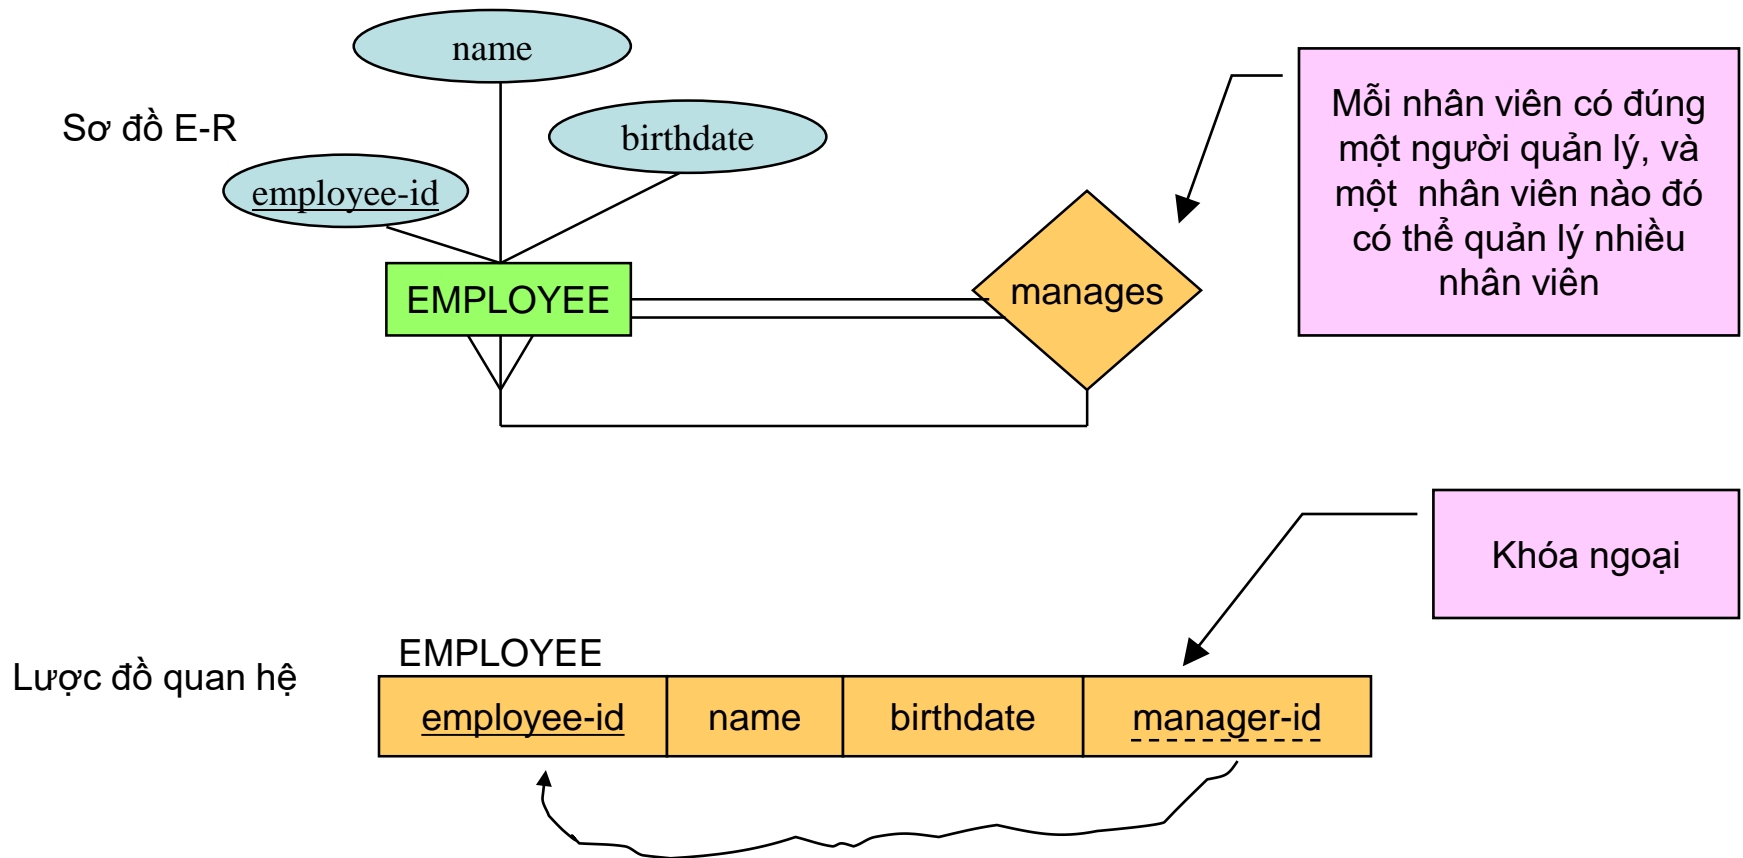 name
Sơ đồ E-R
birthdate
employee-id
EMPLOYEE
manages
Mỗi nhân viên có đúng
một người quản lý, và
một nhân viên nào đó
có thể quản lý nhiều
nhân viên
Khóa ngoại
EMPLOYEE
Lược đồ quan hệ
employee-id name birthdate manager-id